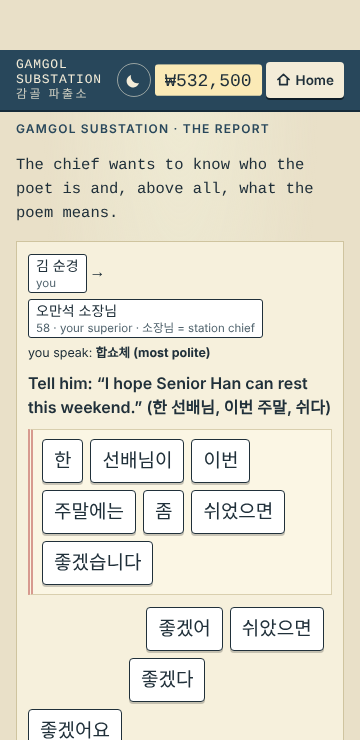 GAMGOL
SUBSTATION
감골 파출소
₩532,500
Home
GAMGOL SUBSTATION · THE REPORT
The chief wants to know who the
poet is and, above all, what the
poem means.
김 순경
you
→
오만석 소장님
58 · your superior · 소장님 = station chief
you speak: 합쇼체 (most polite)
Tell him: “I hope Senior Han can rest
this weekend.” (한 선배님, 이번 주말, 쉬다)
한 선배님이 이번
주말에는 좀 쉬었으면
좋겠습니다
좋겠어 쉬았으면
좋겠다
좋겠어요